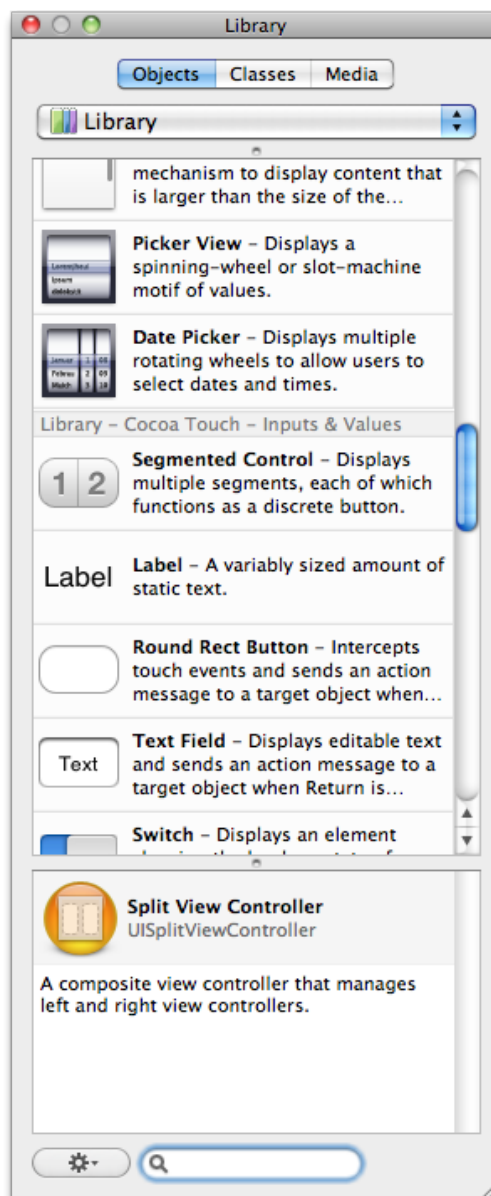 Library
Objects Classes Media
Library
mechanism to display content that
is larger than the size of the...
Picker View – Displays a
spinning-wheel or slot-machine
motif of values.
Date Picker – Displays multiple
rotating wheels to allow users to
select dates and times.
Library – Cocoa Touch – Inputs & Values
1 2
Segmented Control – Displays
multiple segments, each of which
functions as a discrete button.
Label
Label – A variably sized amount of
static text.
Round Rect Button – Intercepts
touch events and sends an action
message to a target object when...
Text
Text Field – Displays editable text
and sends an action message to a
target object when Return is...
Switch – Displays an element
Split View Controller
UISplitViewController
A composite view controller that manages
left and right view controllers.